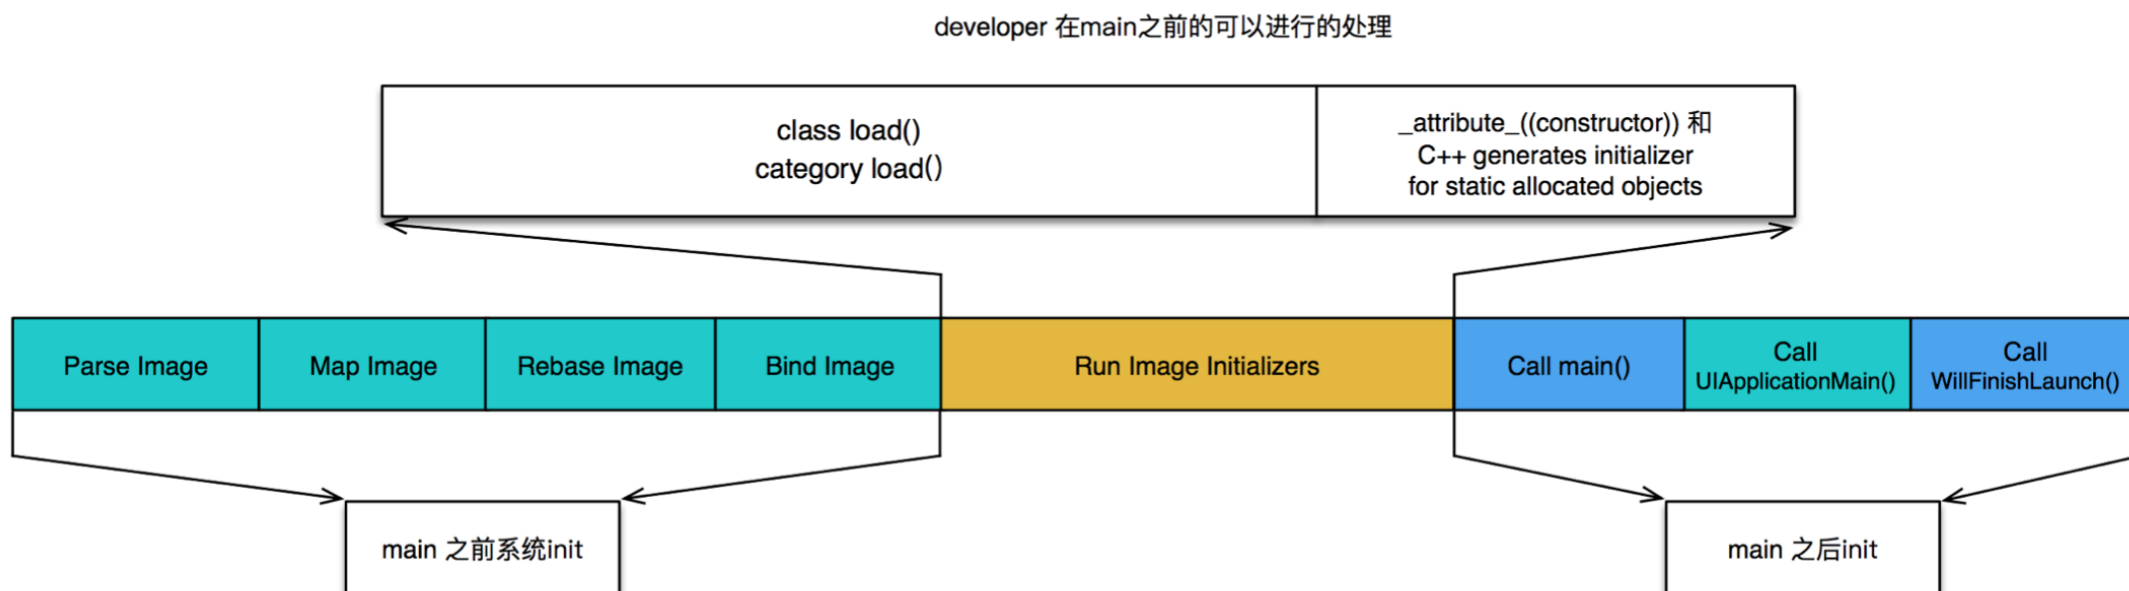 developer 在main之前的可以进行的处理
class load()
category load()
_attribute_((constructor)) 和
C++ generates initializer
for static allocated objects
Parse Image
Map Image
Rebase Image
Bind Image
Run Image Initializers
Call main()
Call
UIApplicationMain()
Call
WillFinishLaunch()
main 之前系统init
main 之后init